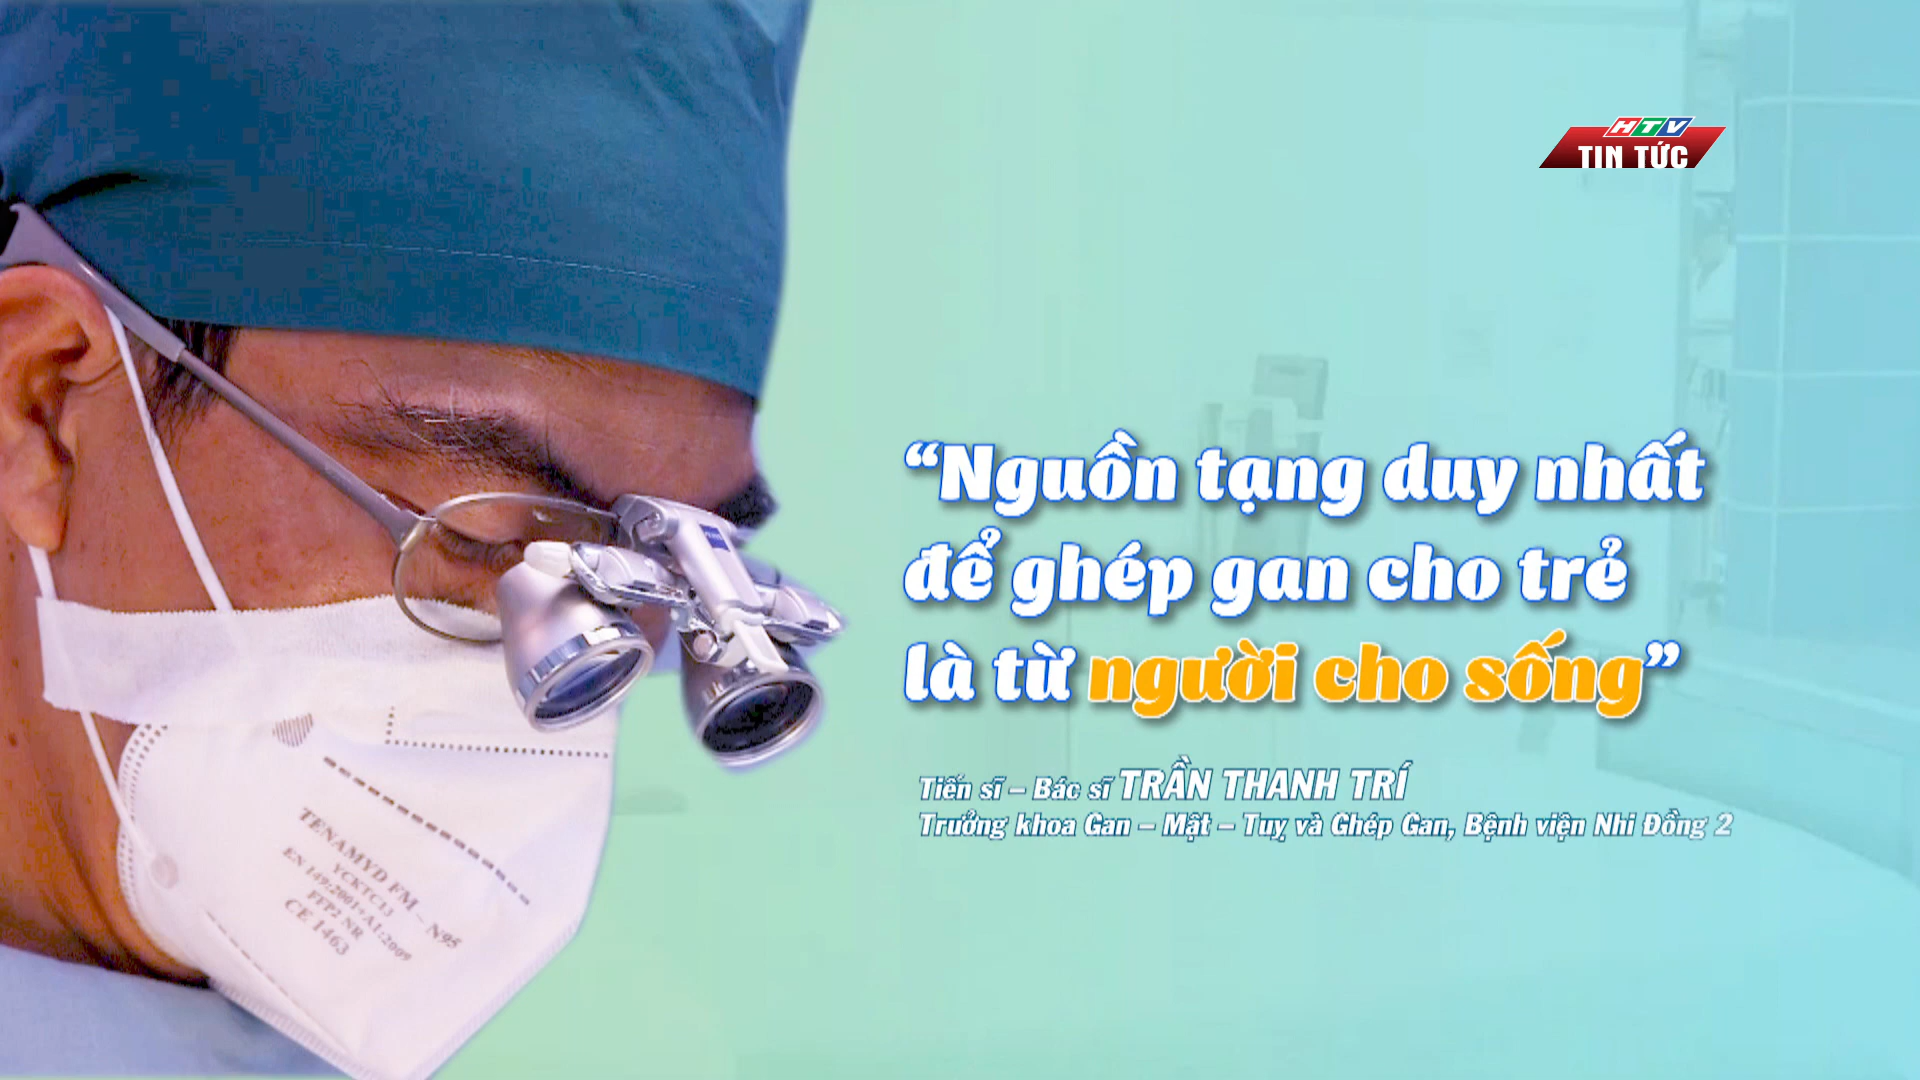 HTV
TIN TỨC
“Nguồn tạng duy nhất
để ghép gan cho trẻ
là từ người cho sống”
Tiến sĩ – Bác sĩ TRẦN THANH TRÍ
Trưởng khoa Gan – Mật – Tuỵ và Ghép Gan, Bệnh viện Nhi Đồng 2
TENAMYD FM - N95
YCKTC13
EN 149:2001+A1:2009
FFP2 NR
CE 1463